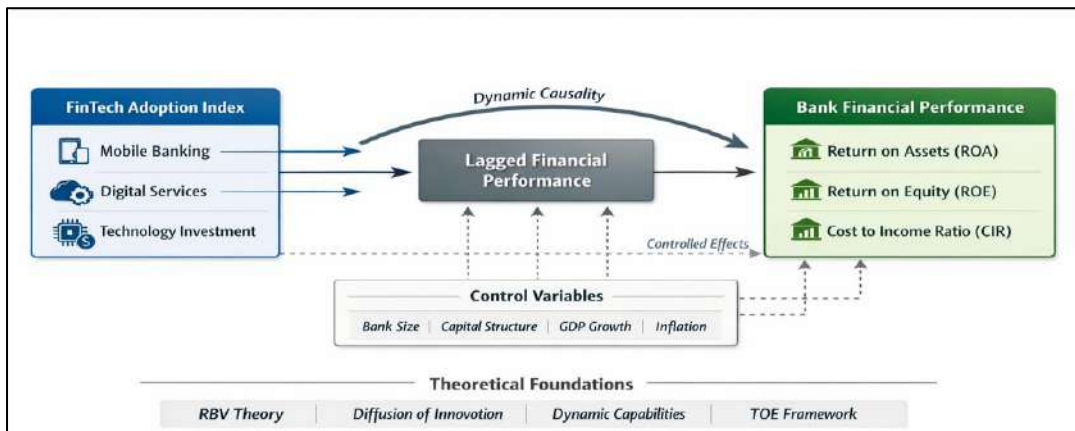 Dynamic Causality
FinTech Adoption Index
Mobile Banking
Digital Services
Technology Investment
Lagged Financial
Performance
Bank Financial Performance
Return on Assets (ROA)
Return on Equity (ROE)
Cost to Income Ratio (CIR)
Controlled Effects
Control Variables
Bank Size | Capital Structure | GDP Growth | Inflation
Theoretical Foundations
RBV Theory | Diffusion of Innovotion | Dynamic Capabilities | TOE Framework